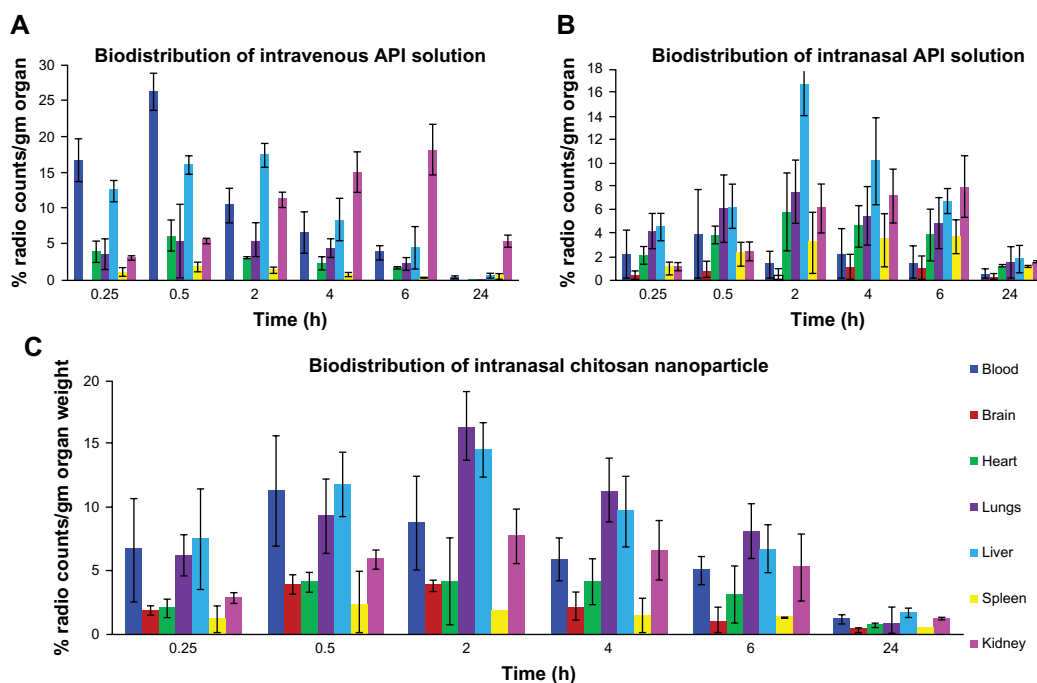 A
Biodistribution of intravenous API solution
% radio counts/gm organ
30
25
20
15
10
5
0
0.25 0.5 2 4 6 24
Time (h)
B
Biodistribution of intranasal API solution
% radio counts/gm organ
18
16
14
12
10
8
6
4
2
0
0.25 0.5 2 4 6 24
Time (h)
C
Biodistribution of intranasal chitosan nanoparticle
% radio counts/gm organ weight
20
15
10
5
0
0.25 0.5 2 4 6 24
Time (h)
Blood
Brain
Heart
Lungs
Liver
Spleen
Kidney